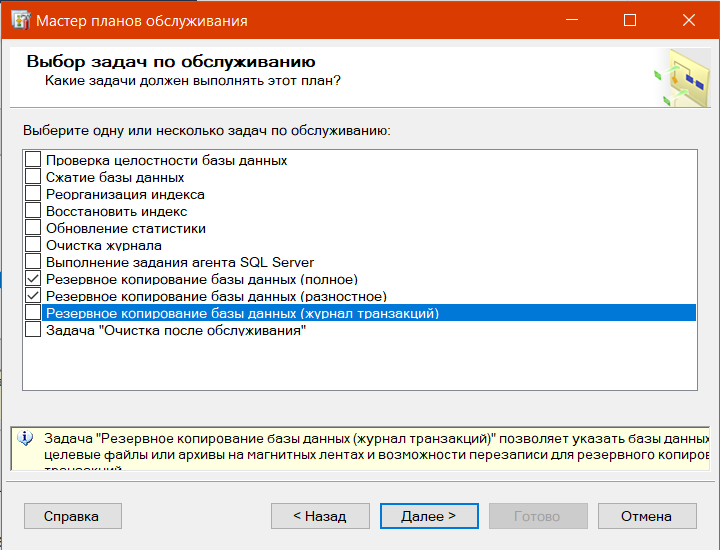 Мастер планов обслуживания
Выбор задач по обслуживанию
Какие задачи должен выполнять этот план?
Выберите одну или несколько задач по обслуживанию:
Проверка целостности базы данных
Сжатие базы данных
Реорганизация индекса
Восстановить индекс
Обновление статистики
Очистка журнала
Выполнение задания агента SQL Server
Резервное копирование базы данных (полное)
Резервное копирование базы данных (разностное)
Резервное копирование базы данных (журнал транзакций)
Задача "Очистка после обслуживания"
Задача "Резервное копирование базы данных (журнал транзакций)" позволяет указать базы данных
целевые файлы или архивы на магнитных лентах и возможности перезаписи для резервного копиров
транзакций
Справка
< Назад
Далее >
Готово
Отмена